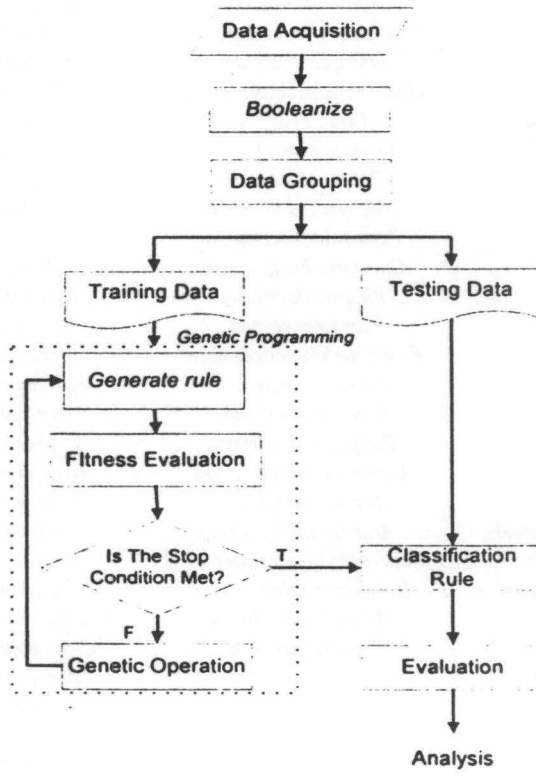 Data Acquisition
Booleanize
Data Grouping
Training Data
Testing Data
Genetic Programming
Generate rule
FItness Evaluation
Is The Stop
Condition Met?
T
Classification
Rule
F
Genetic Operation
Evaluation
Analysis